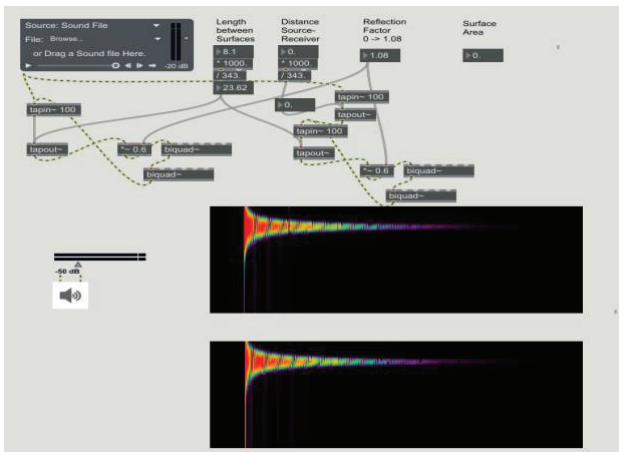 Source: Sound File
File: Browse...
or Drag a Sound file Here.
-20 dB
Length
between
Surfaces
8.1
* 1000.
/ 343.
23.62
Distance
Source-
Receiver
0.
* 1000.
/ 343.
0.
Reflection
Factor
0 -> 1.08
1.08
Surface
Area
0.
tapin~ 100
tapout~
*~ 0.6
biquad~
biquad~
tapin~ 100
tapout~
tapin~ 100
tapout~
*~ 0.6
biquad~
biquad~
-50 dB